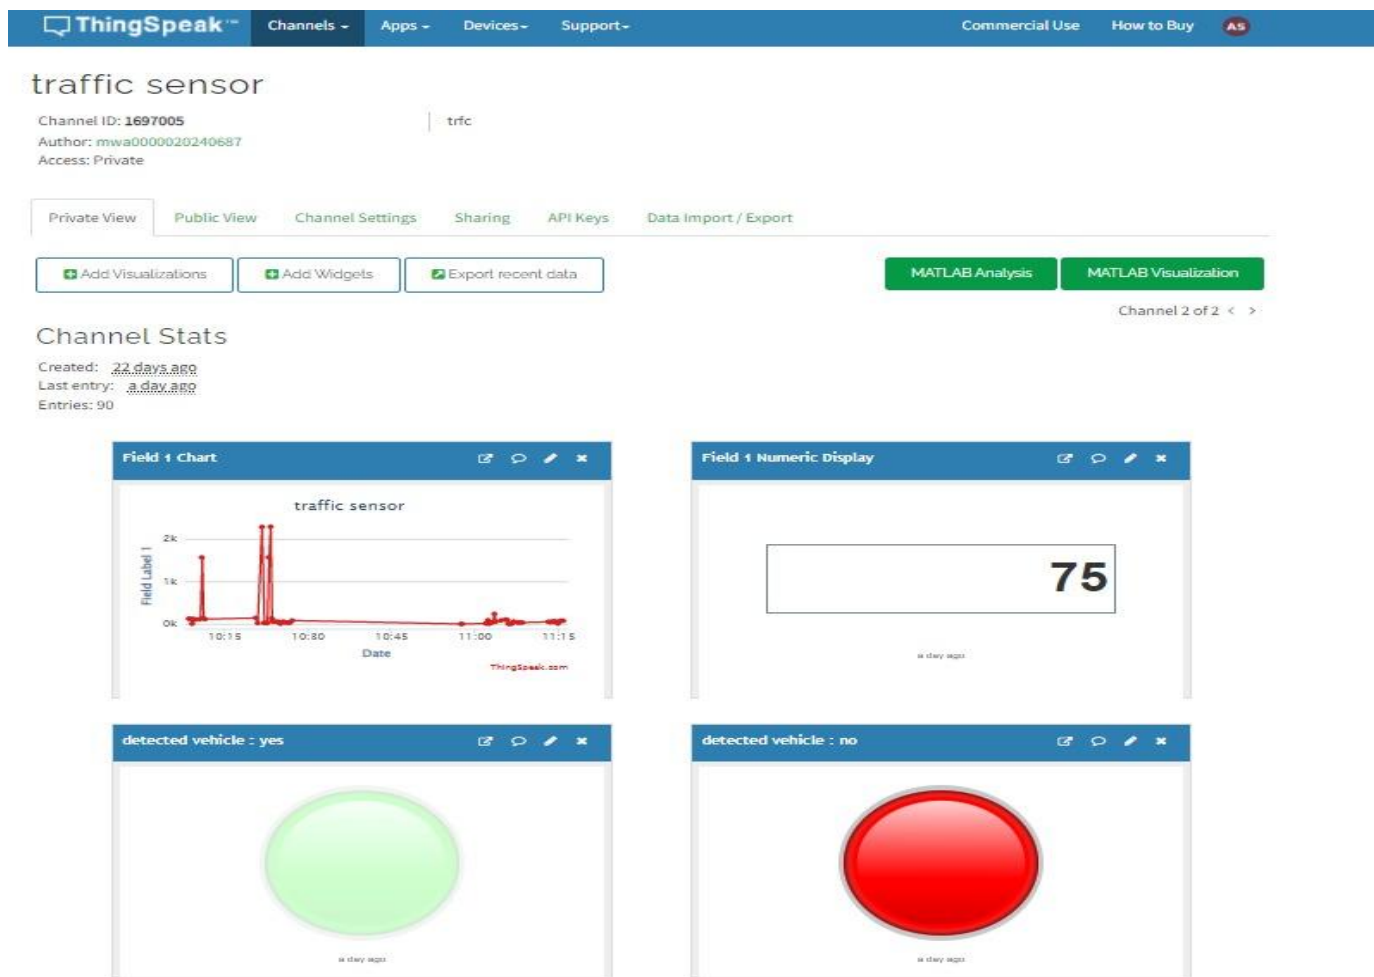 ThingSpeak™ Channels Apps Devices Support Commercial Use How to Buy AS
traffic sensor
Channel ID: 1697005 trfc
Author: mwa0000020240687
Access: Private
Private View Public View Channel Settings Sharing API Keys Data Import / Export
Add Visualizations Add Widgets Export recent data MATLAB Analysis MATLAB Visualization
Channel 2 of 2 < >
Channel Stats
Created: 22 days ago
Last entry: a day ago
Entries: 90
Field 1 Chart
traffic sensor
Field Label 1
2k
1k
0k
10:15 10:30 10:45 11:00 11:15
Date
ThingSpeak.com
Field 1 Numeric Display
75
a day ago
detected vehicle : yes
a day ago
detected vehicle : no
a day ago